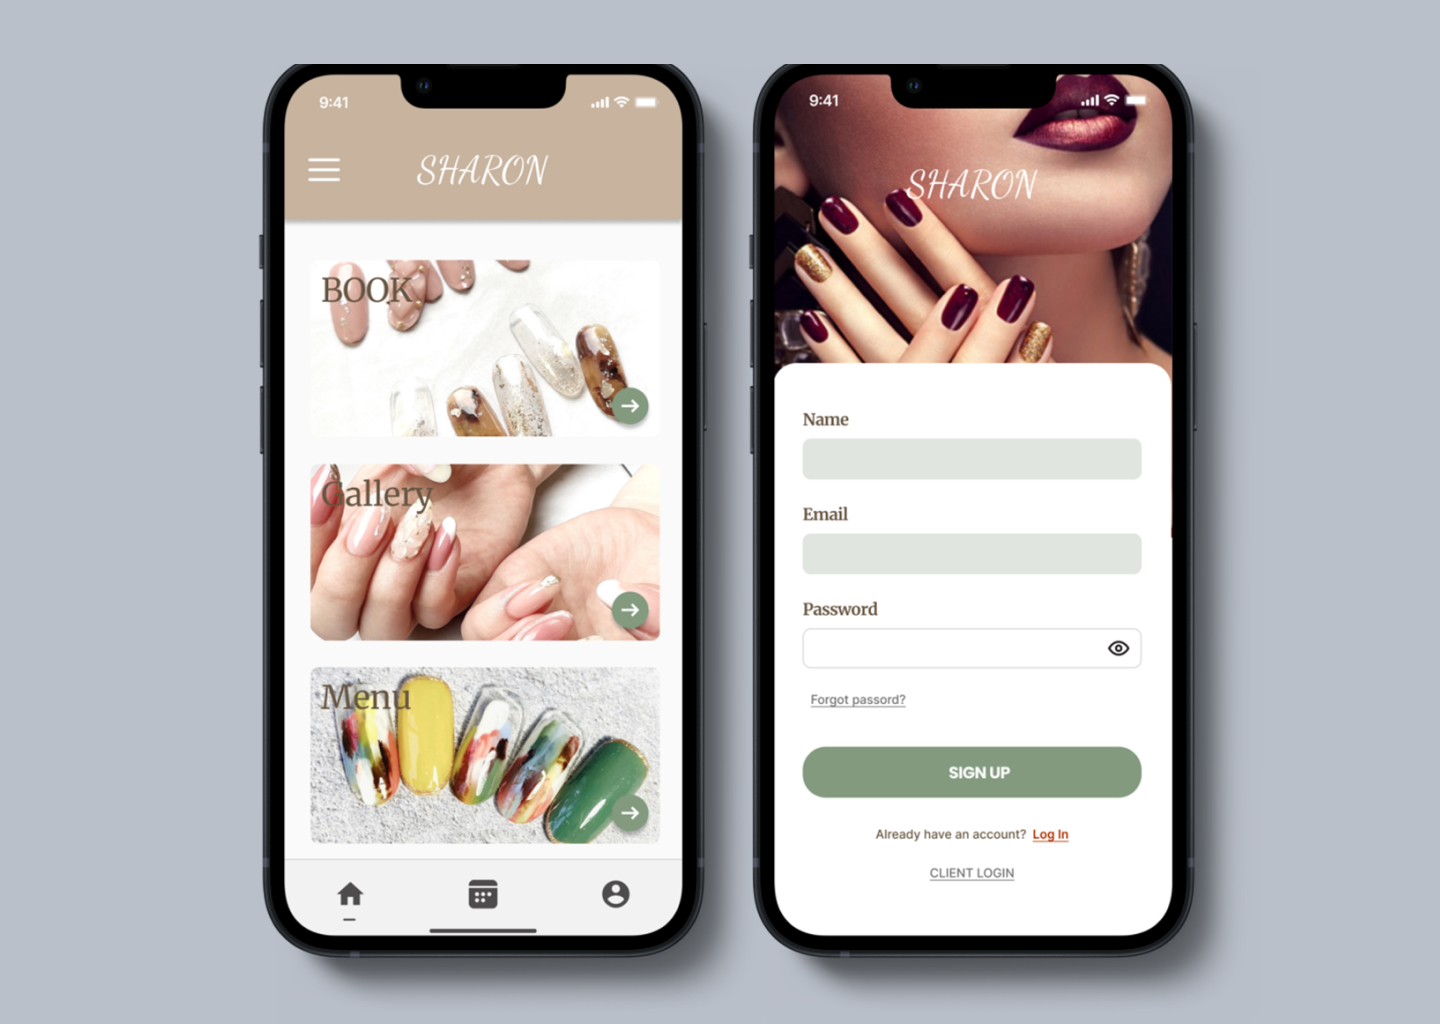 9:41
SHARON
BOOK
Gallery
Menu
9:41
SHARON
Name
Email
Password
Forgot passord?
SIGN UP
Already have an account? Log In
CLIENT LOGIN